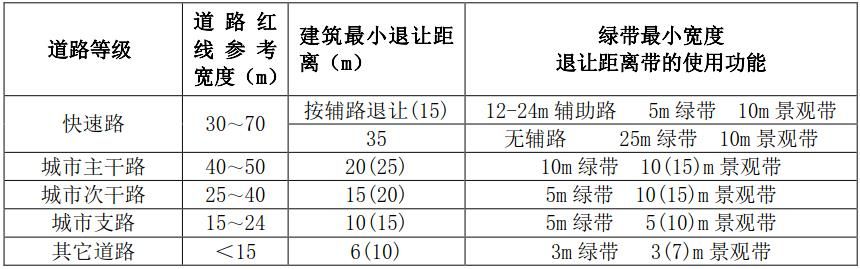 道路等级 道路红线参考宽度（m） 建筑最小退让距离（m） 绿带最小宽度 退让距离带的使用功能
快速路 30～70 按辅路退让(15) 12-24m 辅助路 5m 绿带 10m 景观带
35 无辅路 25m 绿带 10m 景观带
城市主干路 40～50 20(25) 10m 绿带 10(15)m 景观带
城市次干路 25～40 15(20) 5m 绿带 10(15)m 景观带
城市支路 15～24 10(15) 5m 绿带 5(10)m 景观带
其它道路 ＜15 6(10) 3m 绿带 3(7)m 景观带